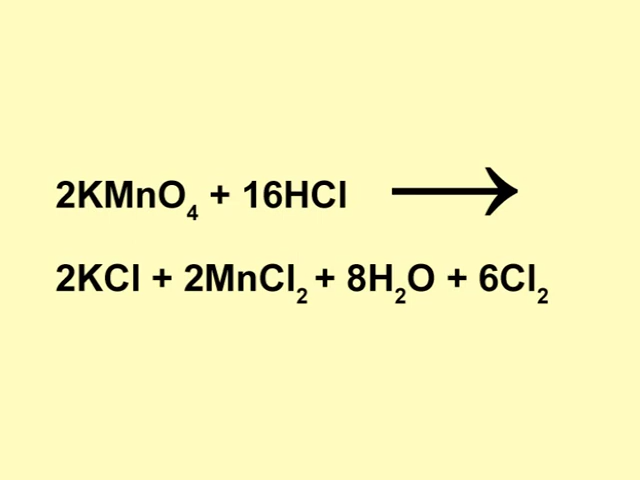 2KMnO₄ + 16HCl ⟶
2KCl + 2MnCl₂ + 8H₂O + 6Cl₂